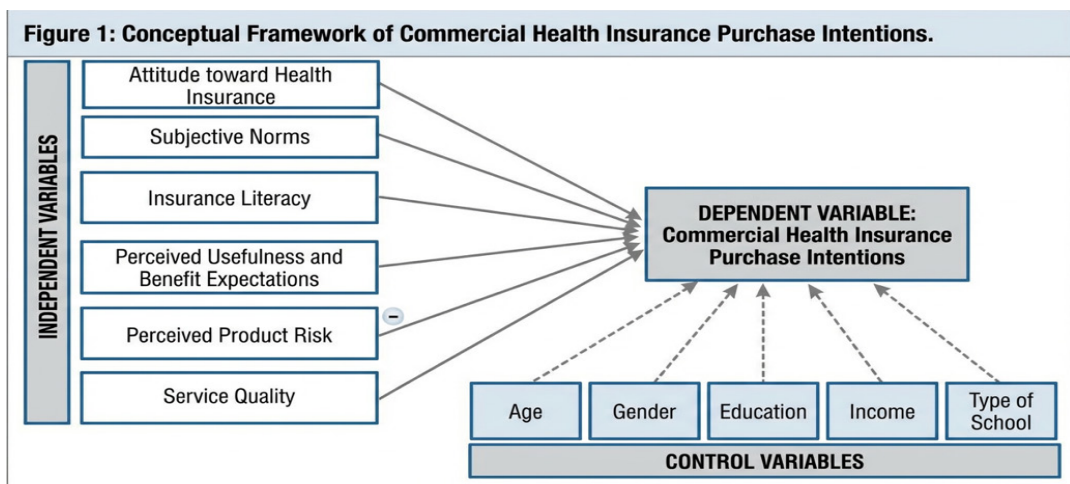 Figure 1: Conceptual Framework of Commercial Health Insurance Purchase Intentions.
INDEPENDENT VARIABLES
Attitude toward Health
Insurance
Subjective Norms
Insurance Literacy
Perceived Usefulness and
Benefit Expectations
Perceived Product Risk
−
Service Quality
DEPENDENT VARIABLE:
Commercial Health Insurance
Purchase Intentions
Age
Gender
Education
Income
Type of
School
CONTROL VARIABLES